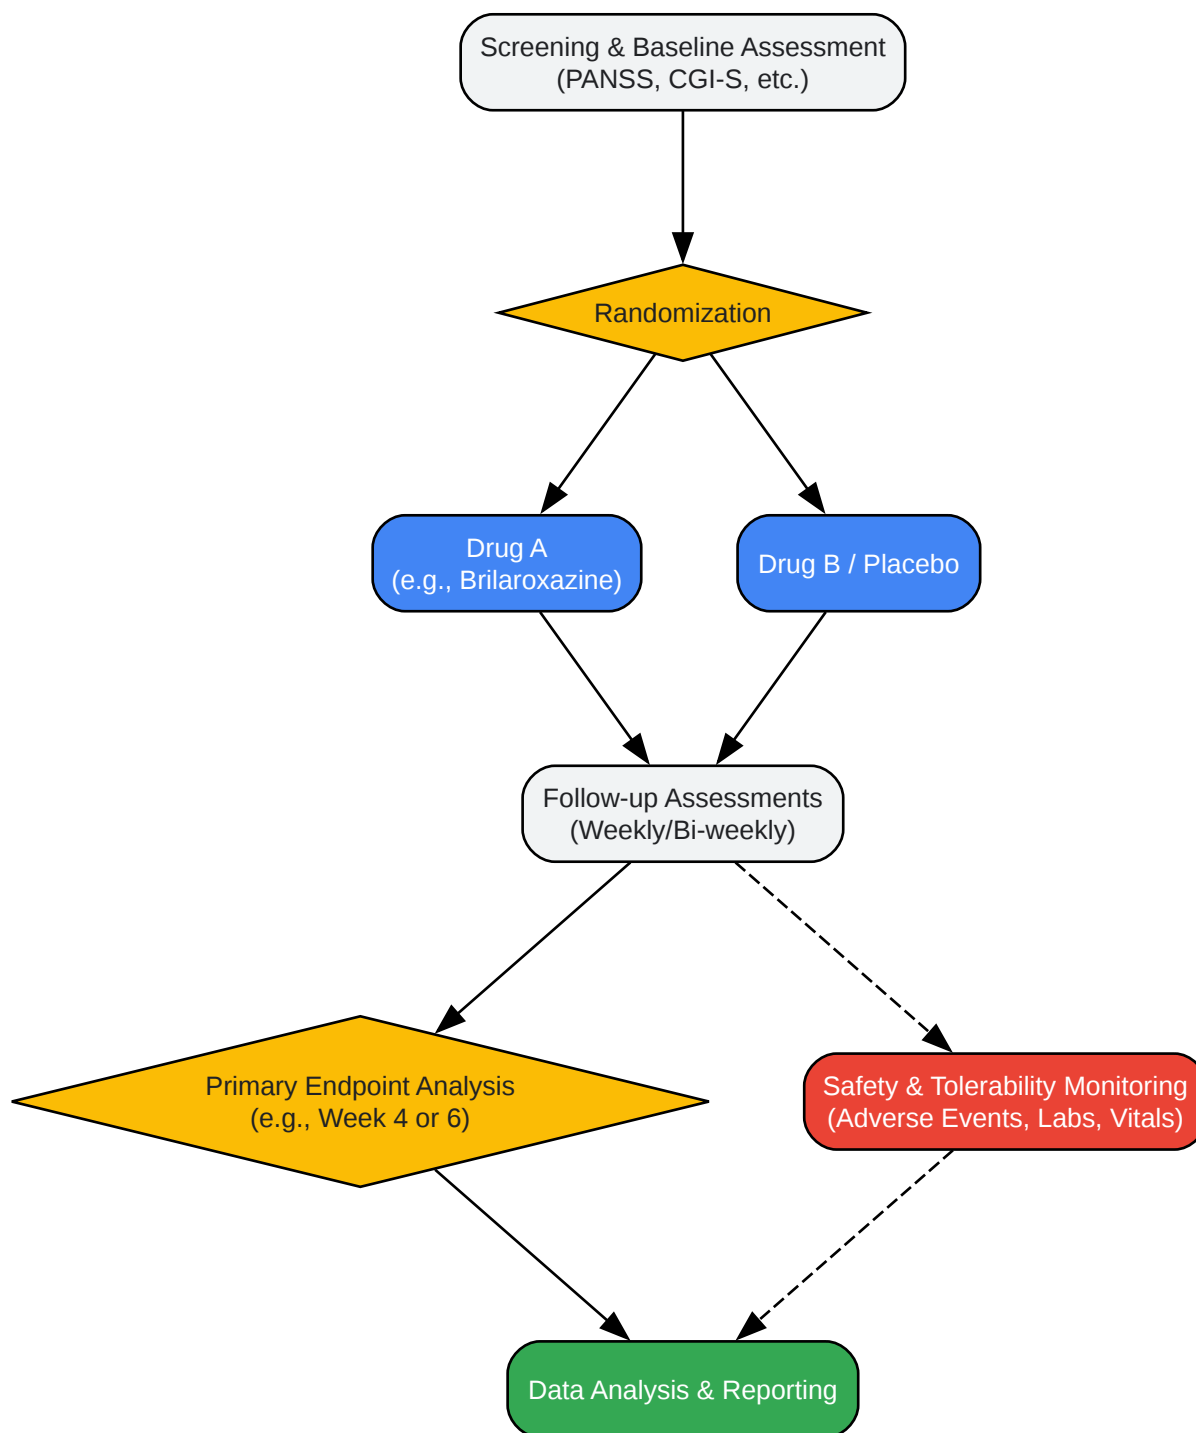 Screening & Baseline Assessment
(PANSS, CGI-S, etc.)
Randomization
Drug A
(e.g., Brilaroxazine)
Drug B / Placebo
Follow-up Assessments
(Weekly/Bi-weekly)
Primary Endpoint Analysis
(e.g., Week 4 or 6)
Safety & Tolerability Monitoring
(Adverse Events, Labs, Vitals)
Data Analysis & Reporting